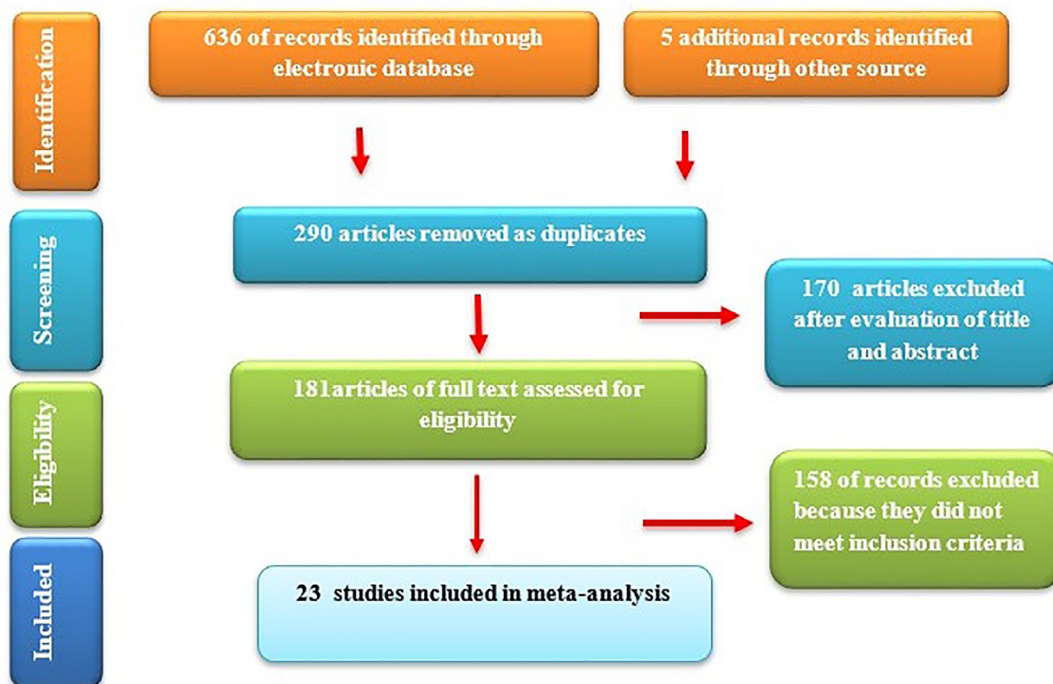 Identification
636 of records identified through
electronic database
5 additional records identified
through other source
Screening
290 articles removed as duplicates
170 articles excluded
after evaluation of title
and abstract
Eligibility
181articles of full text assessed for
eligibility
158 of records excluded
because they did not
meet inclusion criteria
Included
23 studies included in meta-analysis